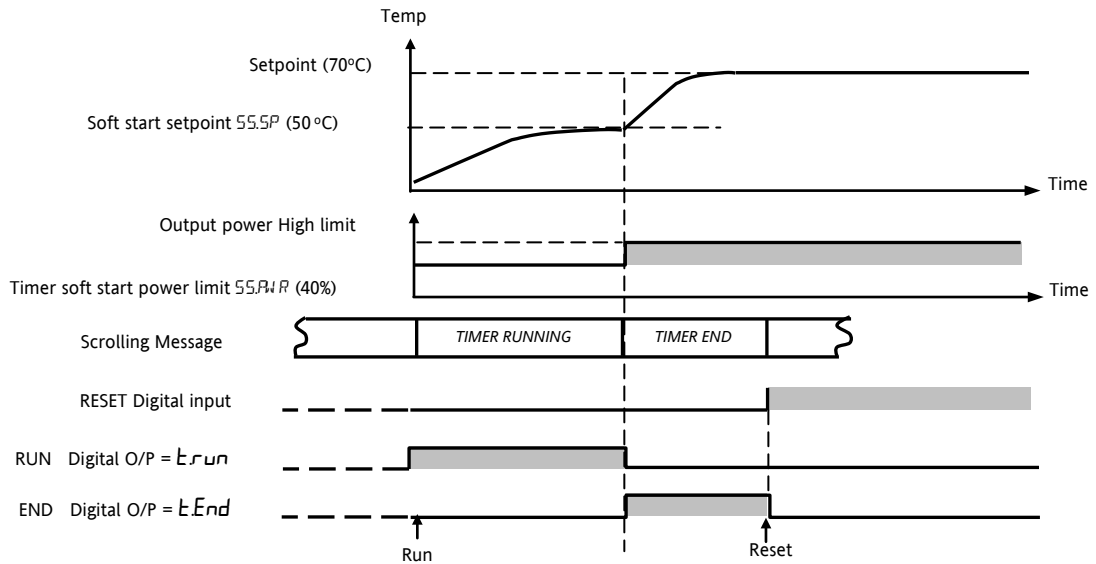 Temp
Setpoint (70°C)
Soft start setpoint SS.SP (50 °C)
Time
Output power High limit
Timer soft start power limit SS.PWR (40%)
Time
Scrolling Message
TIMER RUNNING
TIMER END
RESET Digital input
RUN Digital O/P = t.run
END Digital O/P = t.End
Run
Reset